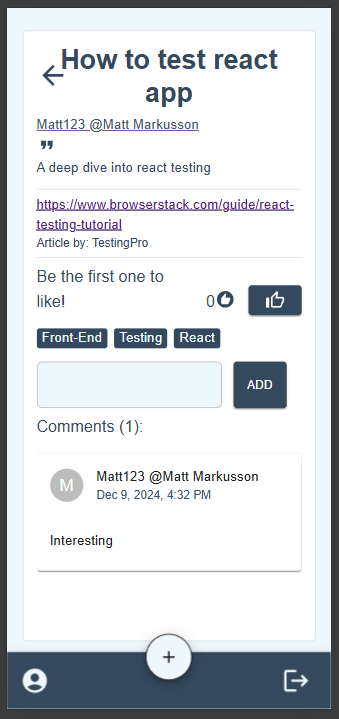 How to test react
app
Matt123 @Matt Markusson
"
A deep dive into react testing
https://www.browserstack.com/guide/react-
testing-tutorial
Article by: TestingPro
Be the first one to
like!
0
Front-End Testing React
ADD
Comments (1):
M
Matt123 @Matt Markusson
Dec 9, 2024, 4:32 PM
Interesting
+